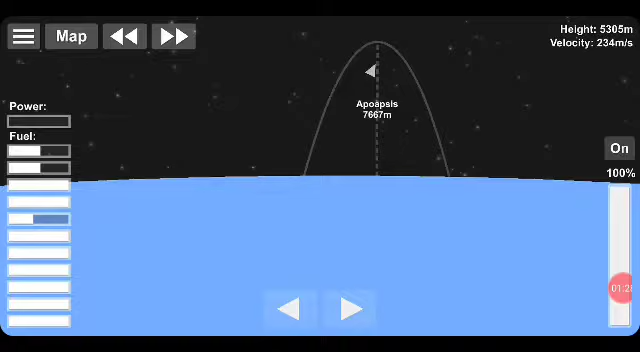 Map
Height: 5305m
Velocity: 234m/s
Apoapsis
7667m
Power:
Fuel:
On
100%